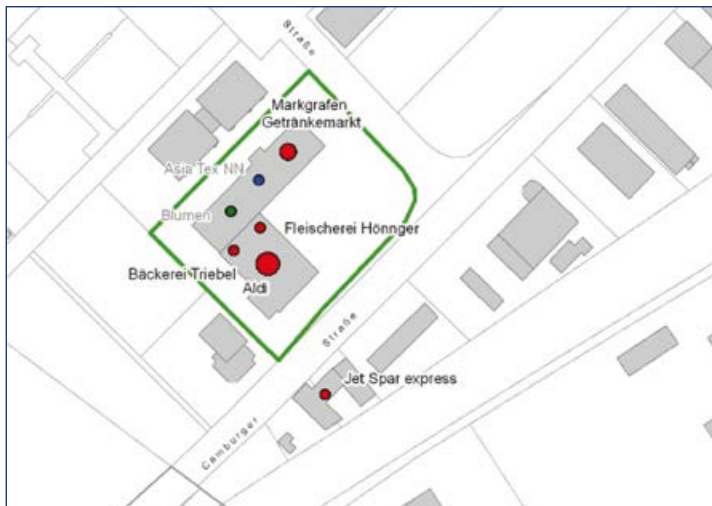 Straße
Markgrafen
Getränkemarkt
Asia Tex NN
Blumen
Fleischerei Hönnger
Bäckerei Triebel
Aldi
Straße
Jet Spar express
Camburger